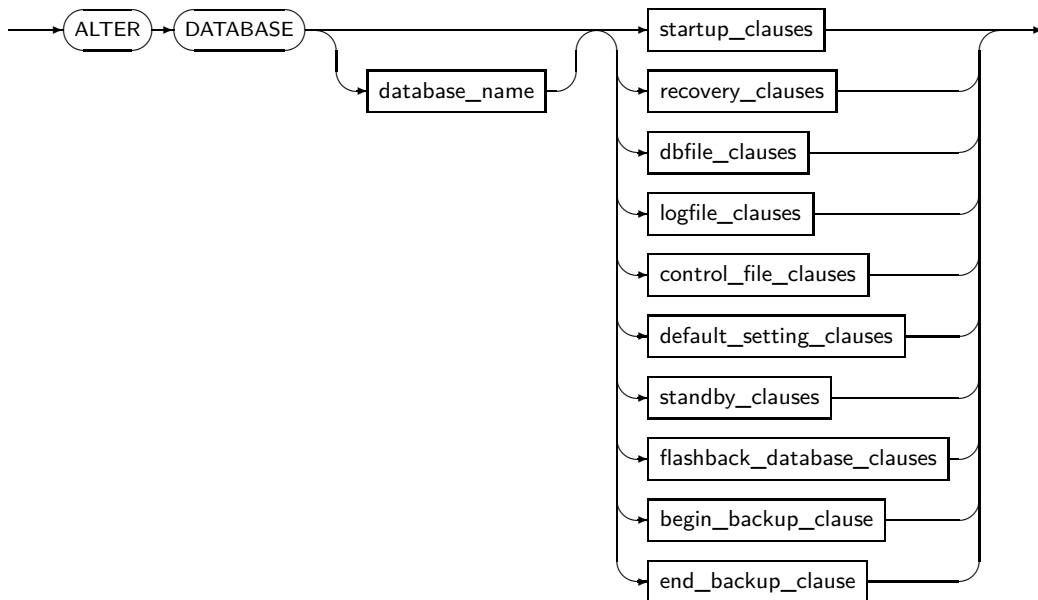 ALTER DATABASE startup_clauses
database_name recovery_clauses
dbfile_clauses
logfile_clauses
control_file_clauses
default_setting_clauses
standby_clauses
flashback_database_clauses
begin_backup_clause
end_backup_clause